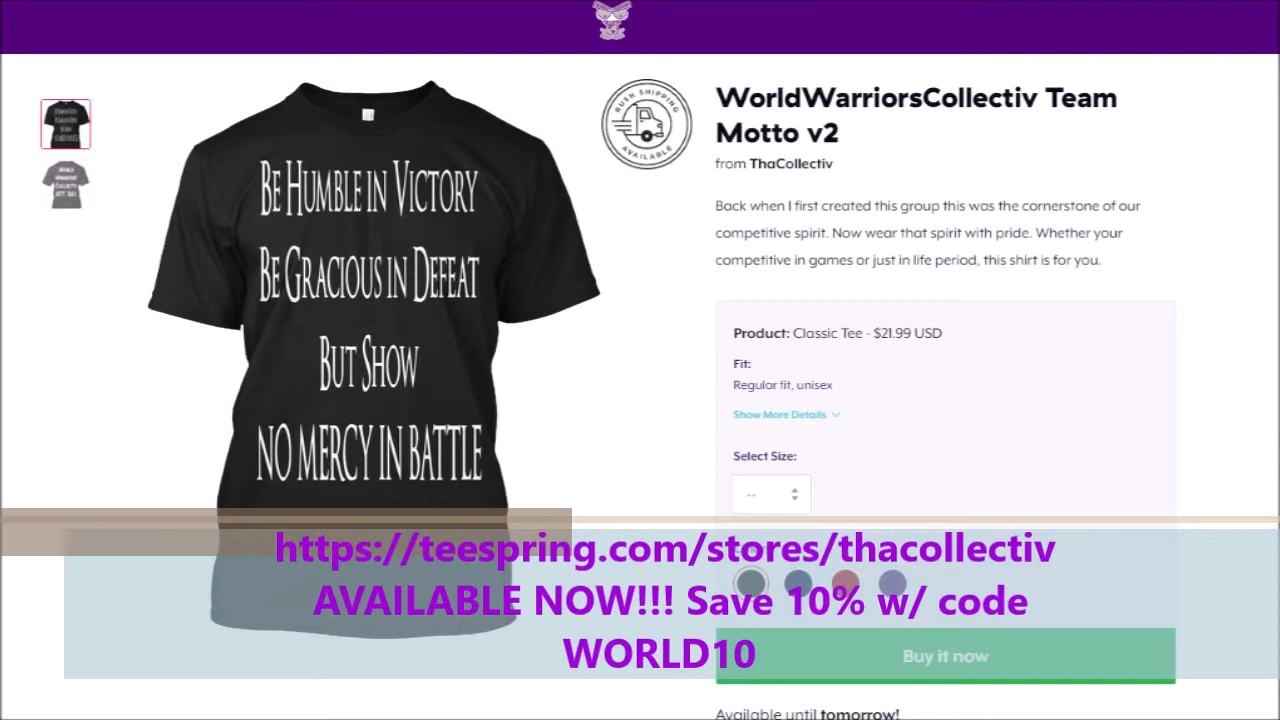 BE HUMBLE IN VICTORY
BE GRACIOUS IN DEFEAT
BUT SHOW
NO MERCY IN BATTLE
RUSH SHIPPING
AVAILABLE
WorldWarriorsCollectiv Team
Motto v2
from ThaCollectiv
Back when I first created this group this was the cornerstone of our
competitive spirit. Now wear that spirit with pride. Whether your
competitive in games or just in life period, this shirt is for you.
Product: Classic Tee - $21.99 USD
Fit:
Regular fit, unisex
Show More Details
Select Size:
--
https://teespring.com/stores/thacollectiv
AVAILABLE NOW!!! Save 10% w/ code
WORLD10
Buy it now
Available until tomorrow!